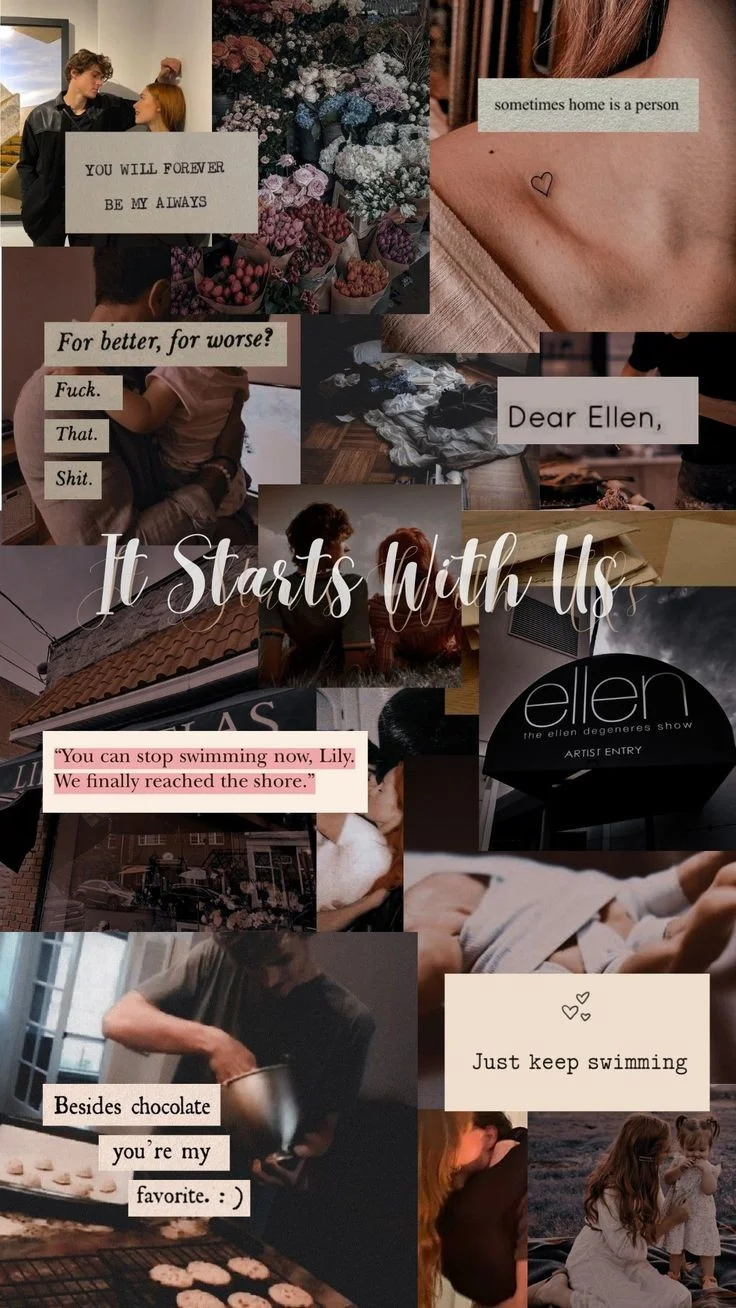 YOU WILL FOREVER
BE MY ALWAYS
sometimes home is a person
For better, for worse?
Fuck.
That.
Shit.
Dear Ellen,
It Starts With Us
ellen
the ellen degeneres show
ARTIST ENTRY
LAS
LI
"You can stop swimming now, Lily.
We finally reached the shore."
Just keep swimming
Besides chocolate
you're my
favorite. : )